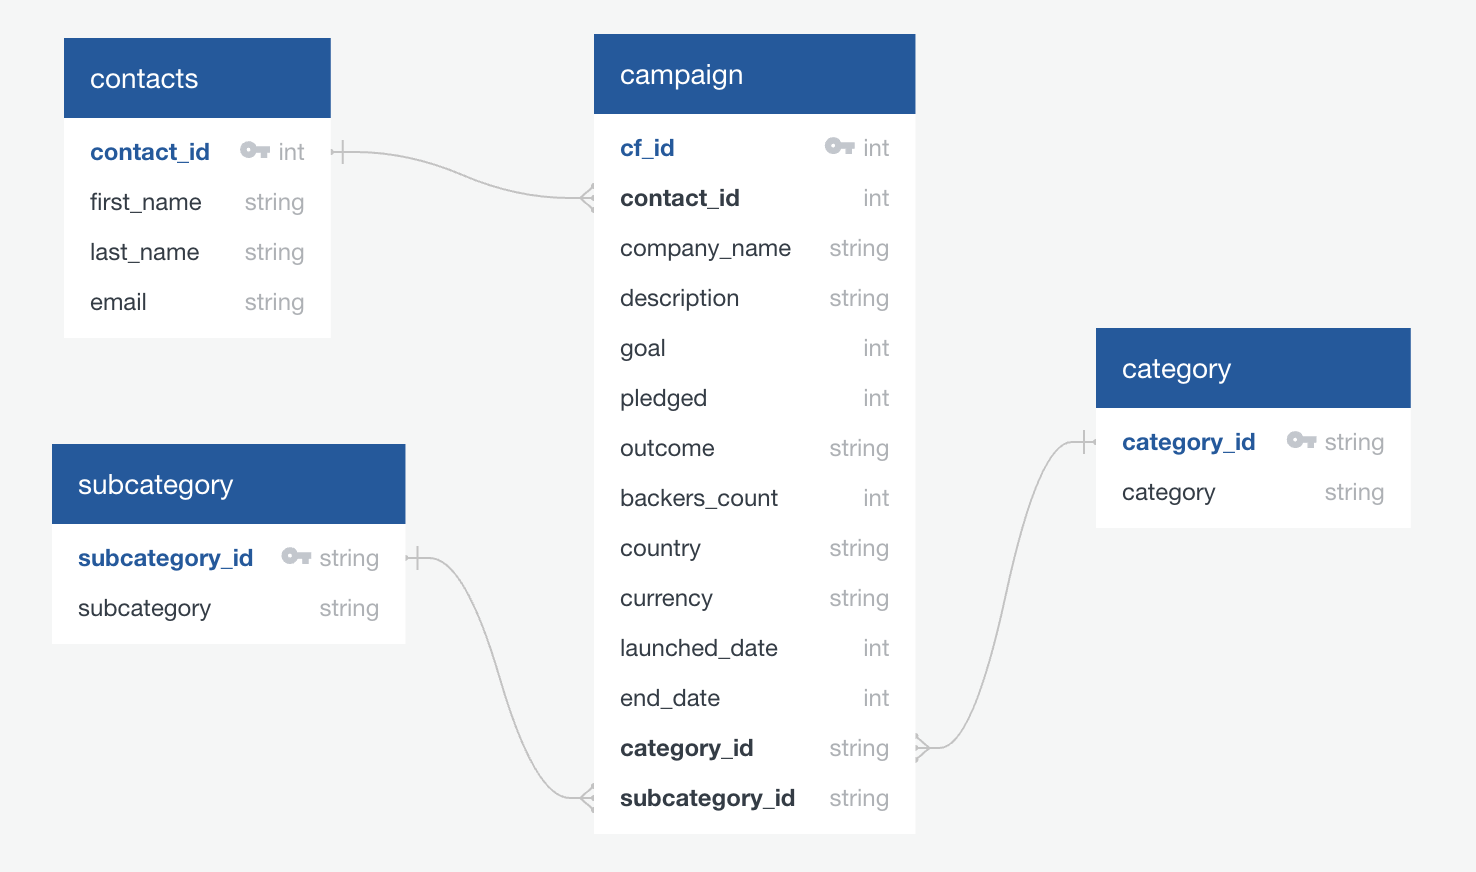 contacts
contact_id int
first_name string
last_name string
email string
subcategory
subcategory_id string
subcategory string
campaign
cf_id int
contact_id int
company_name string
description string
goal int
pledged int
outcome string
backers_count int
country string
currency string
launched_date int
end_date int
category_id string
subcategory_id string
category
category_id string
category string